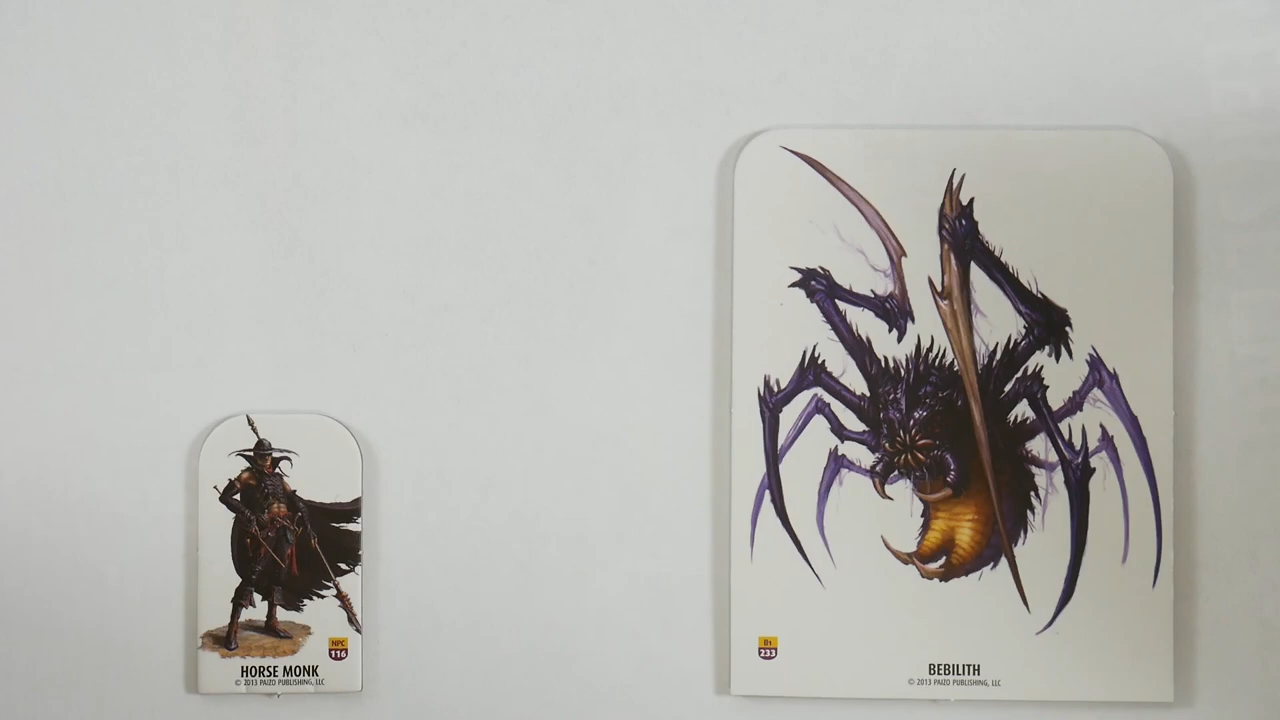 NPC
116
HORSE MONK
© 2013 PAIZO PUBLISHING, LLC
B1
233
BEBILITH
© 2013 PAIZO PUBLISHING, LLC